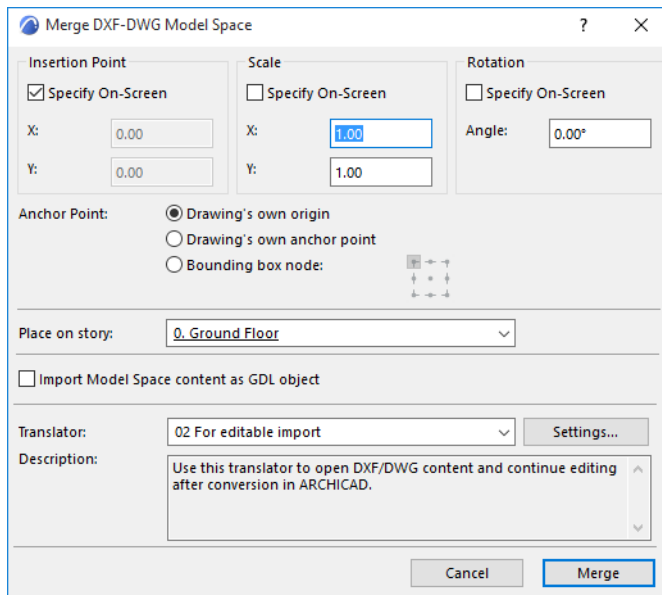 Merge DXF-DWG Model Space
?
Insertion Point
Scale
Rotation
Specify On-Screen
Specify On-Screen
Specify On-Screen
X: 0.00
X: 1.00
Angle: 0.00°
Y: 0.00
Y: 1.00
Anchor Point:
Drawing's own origin
Drawing's own anchor point
Bounding box node:
Place on story: 0. Ground Floor
Import Model Space content as GDL object
Translator: 02 For editable import
Settings...
Description:
Use this translator to open DXF/DWG content and continue editing
after conversion in ARCHICAD.
Cancel
Merge